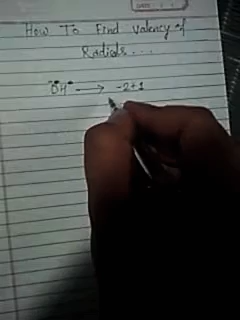 How To Find valency of
Radicals...
OH → -2+1